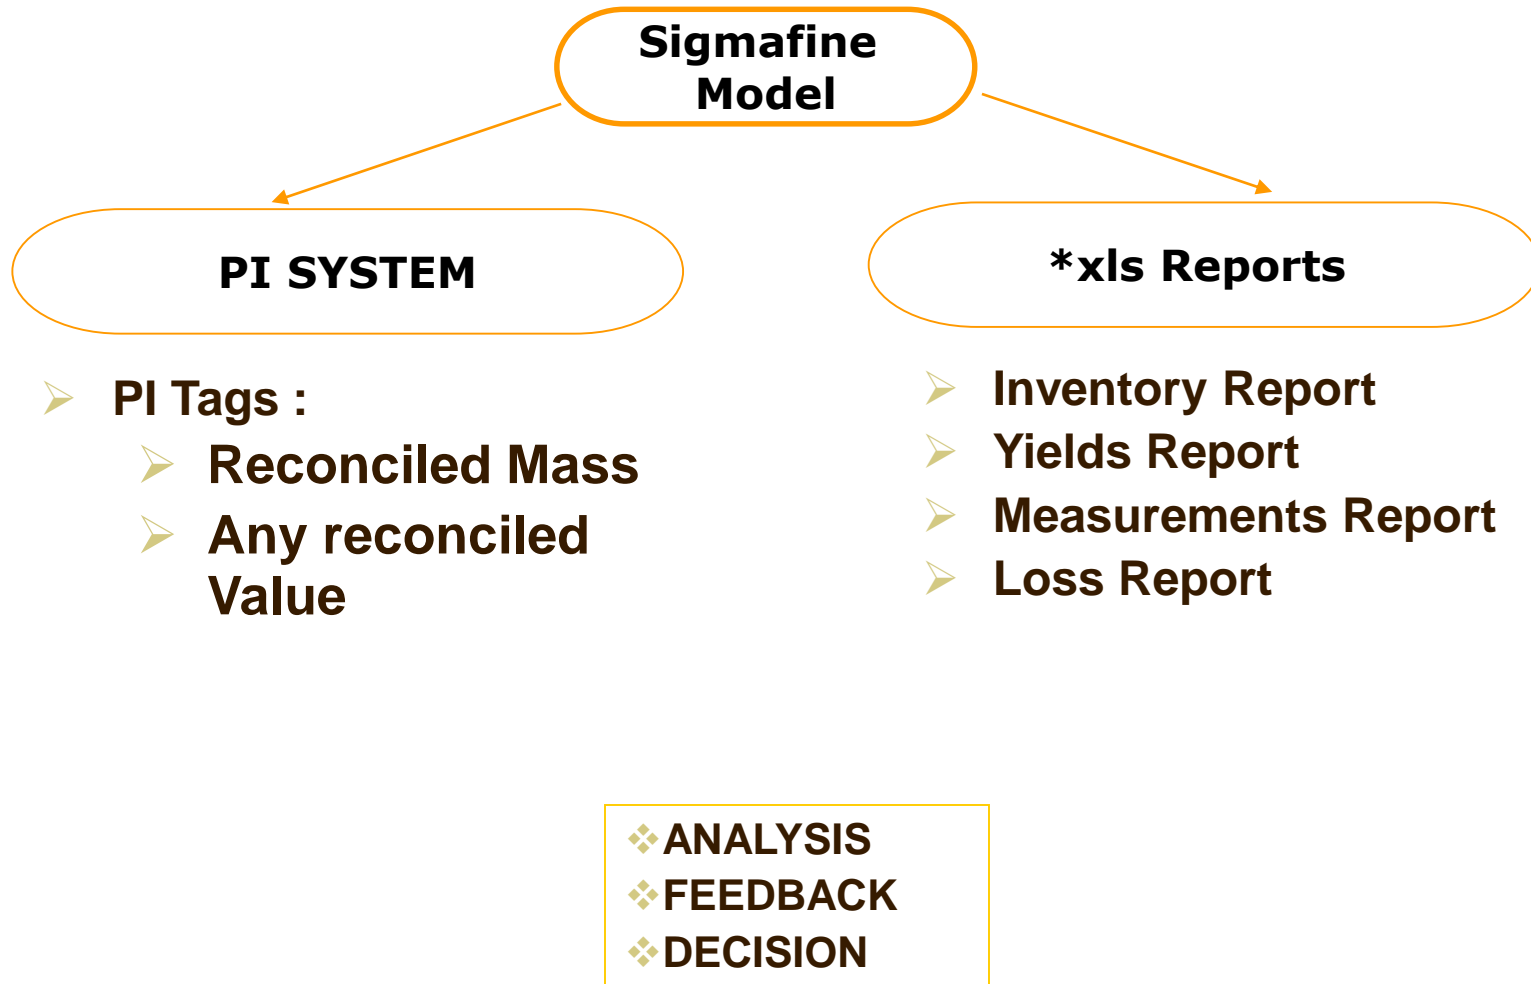 Sigmafine
Model
PI SYSTEM
*xls Reports
PI Tags :
Reconciled Mass
Any reconciled
Value
Inventory Report
Yields Report
Measurements Report
Loss Report
ANALYSIS
FEEDBACK
DECISION